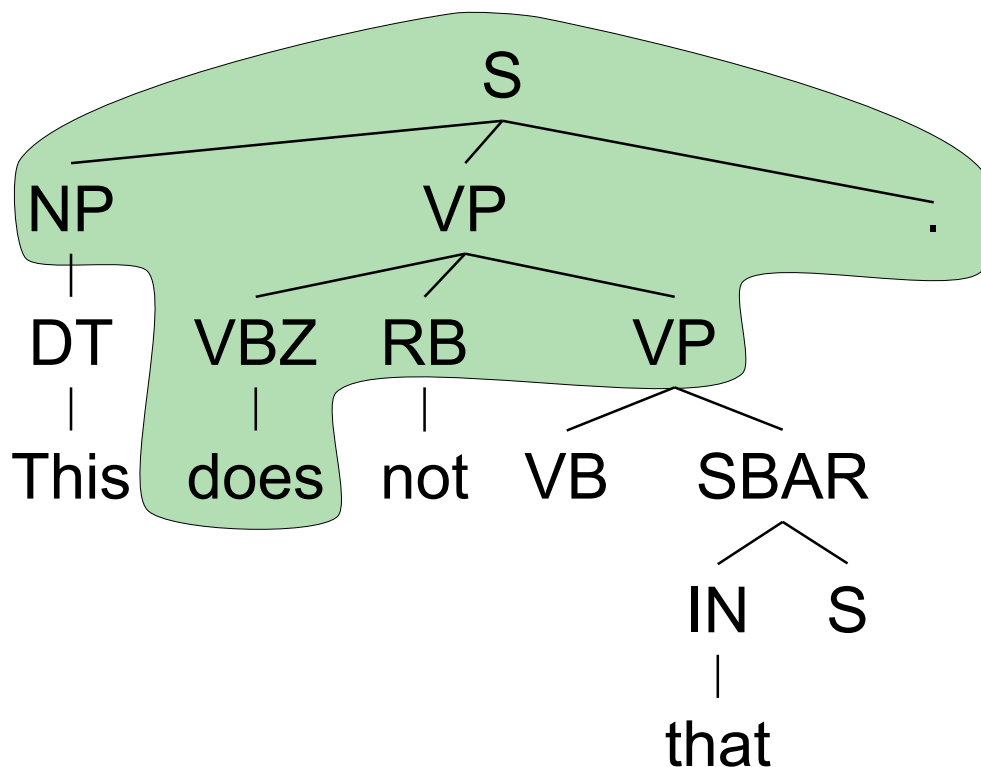 S
NP VP .
DT VBZ RB VP
This does not VB SBAR
IN S
that